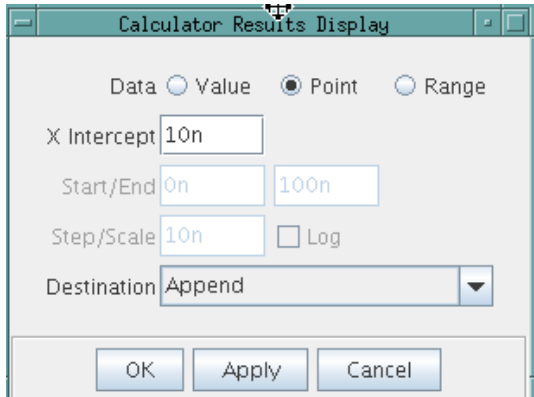 Calculator Results Display
Data Value Point Range
X Intercept 10n
Start/End 0n 100n
Step/Scale 10n Log
Destination Append
OK Apply Cancel